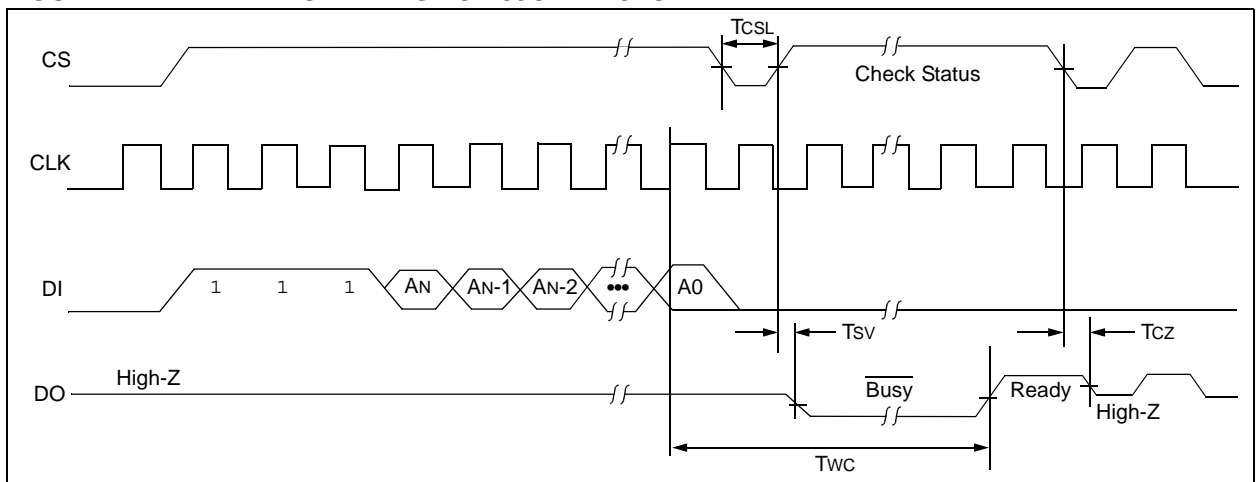 TCSL
CS
Check Status
CLK
DI 1 1 1 AN AN-1 AN-2 ••• A0
TSV TCZ
High-Z
DO Busy Ready
High-Z
TWC